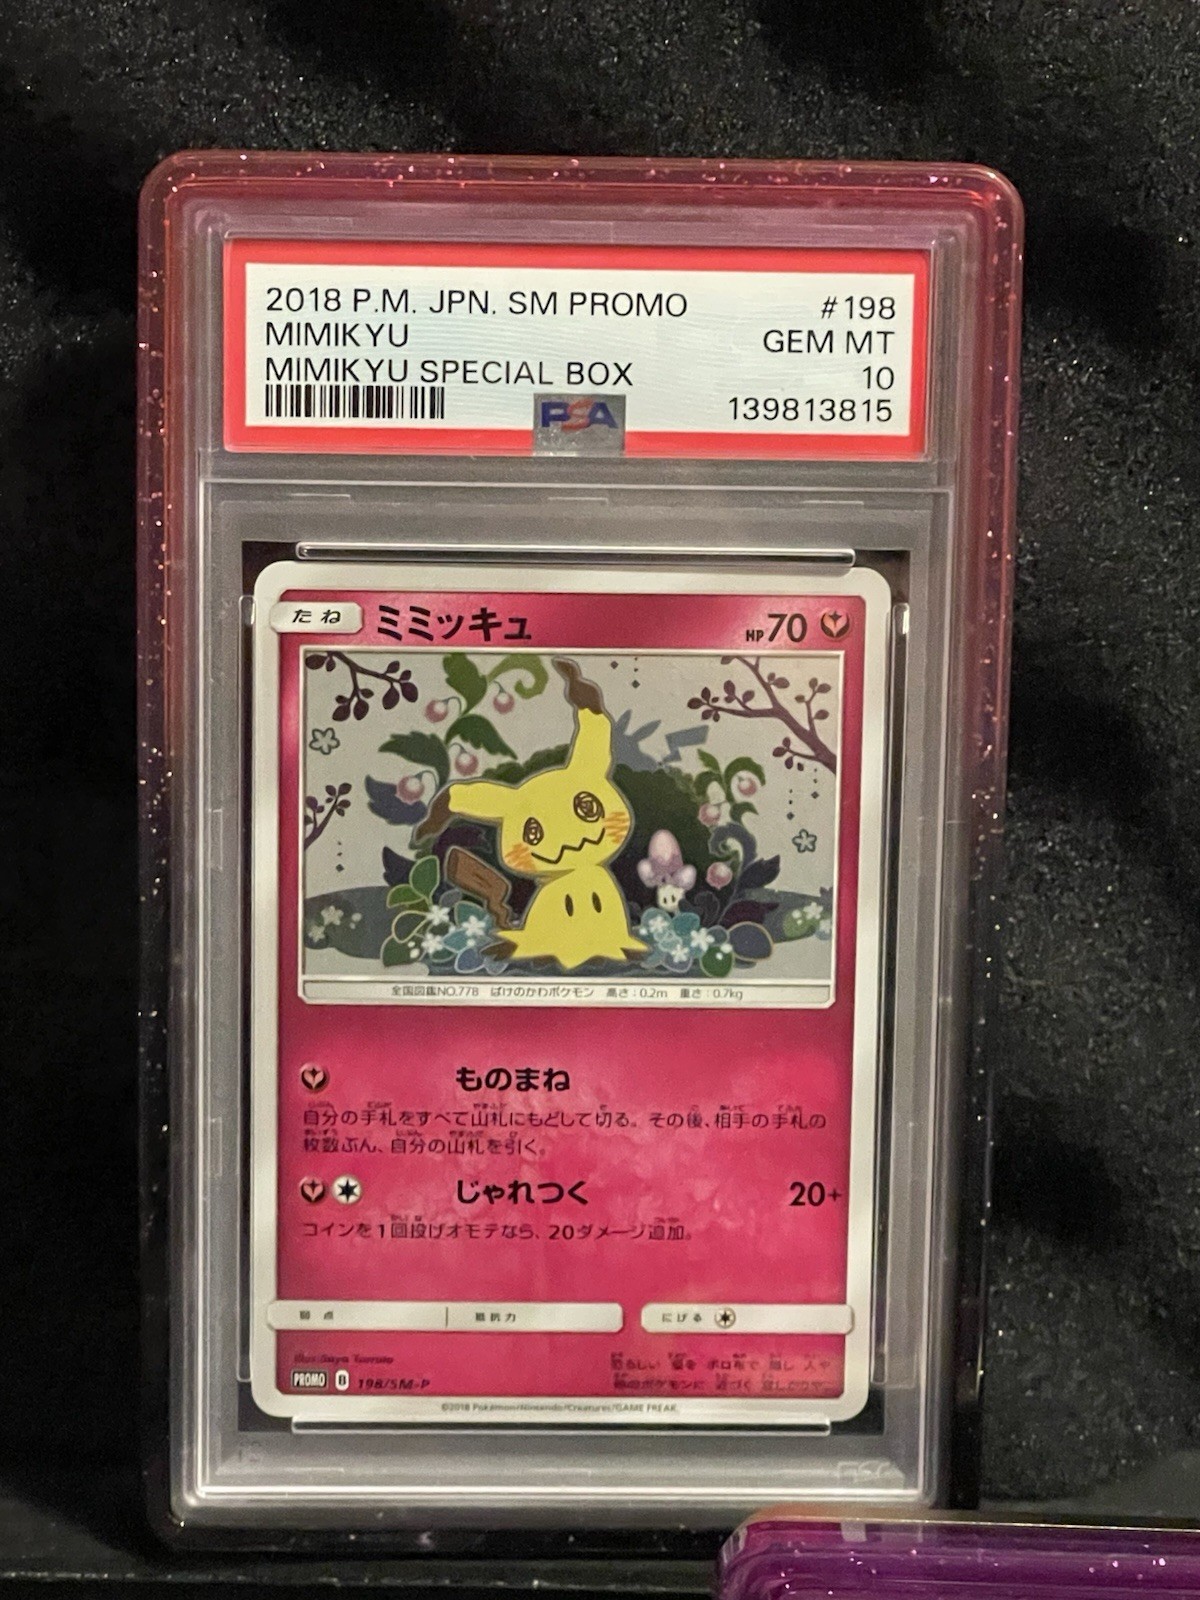 2018 P.M. JPN. SM PROMO #198
MIMIKYU GEM MT
MIMIKYU SPECIAL BOX 10
PSA 139813815
たね ミミッキュ HP70
全国図鑑NO.778 ばけのかわポケモン 高さ:0.2m 重さ:0.7kg
ものまね
自分の手札をすべて山札にもどして切る。その後、相手の手札の
枚数ぶん、自分の山札を引く。
じゃれつく 20+
コインを1回投げオモテなら、20ダメージ追加。
弱点 抵抗力 にげる
Illus.
PROMO B 198/SM-P
©2018 Pokémon/Nintendo/Creatures/GAME FREAK.